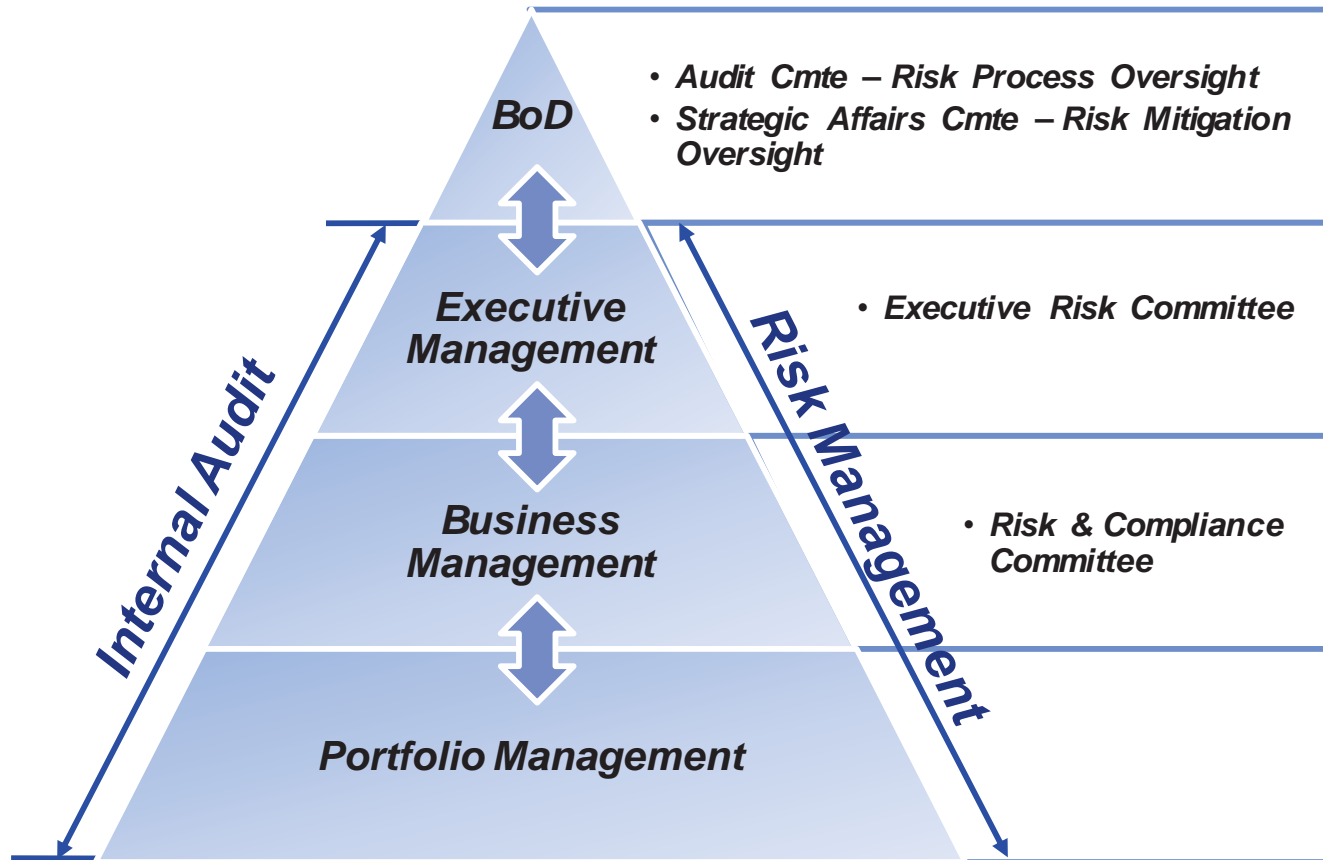 BoD
• Audit Cmte – Risk Process Oversight
• Strategic Affairs Cmte – Risk Mitigation
Oversight
Executive
Management
• Executive Risk Committee
Internal Audit
Risk Management
Business
Management
• Risk & Compliance
Committee
Portfolio Management